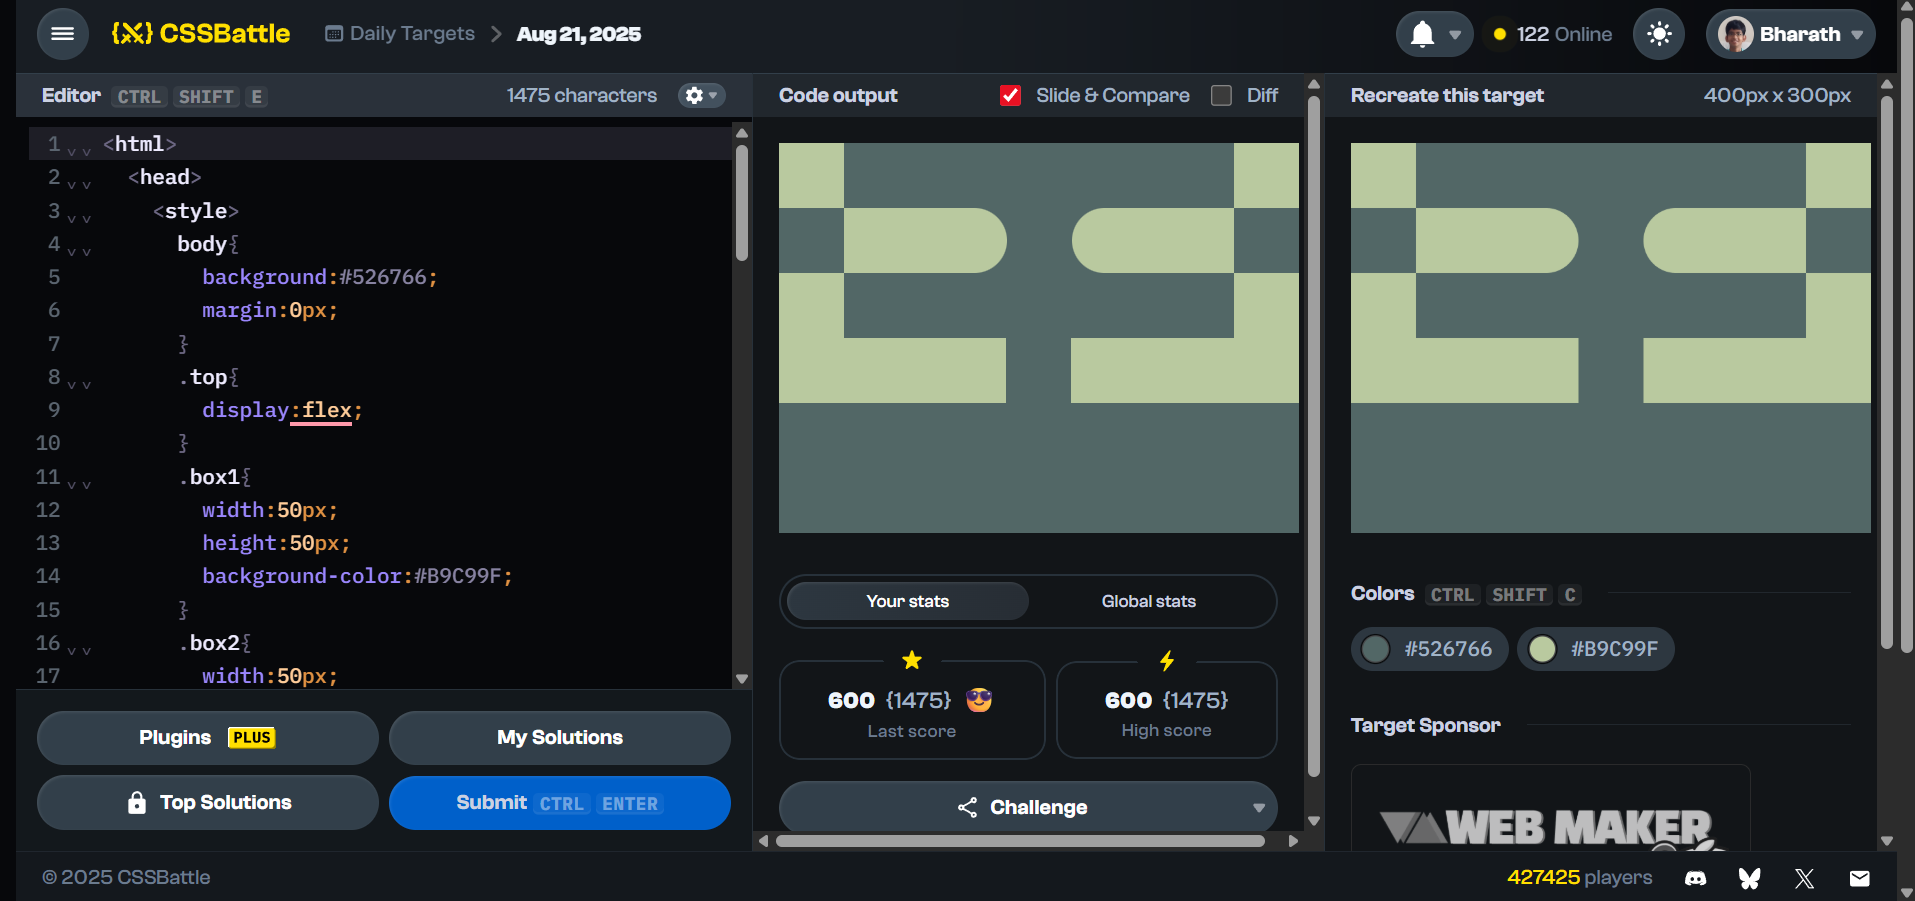 CSSBattle
Daily Targets
Aug 21, 2025
122 Online
Bharath
Editor CTRL SHIFT E
1475 characters
1 <html>
2 <head>
3 <style>
4 body{
5 background:#526766;
6 margin:0px;
7 }
8 .top{
9 display:flex;
10 }
11 .box1{
12 width:50px;
13 height:50px;
14 background-color:#B9C99F;
15 }
16 .box2{
17 width:50px;
Plugins PLUS
My Solutions
Top Solutions
Submit CTRL ENTER
Code output
Slide & Compare
Diff
Your stats
Global stats
600 {1475}
Last score
600 {1475}
High score
Challenge
Recreate this target
400px x 300px
Colors CTRL SHIFT C
#526766
#B9C99F
Target Sponsor
WEB MAKER
© 2025 CSSBattle
427425 players